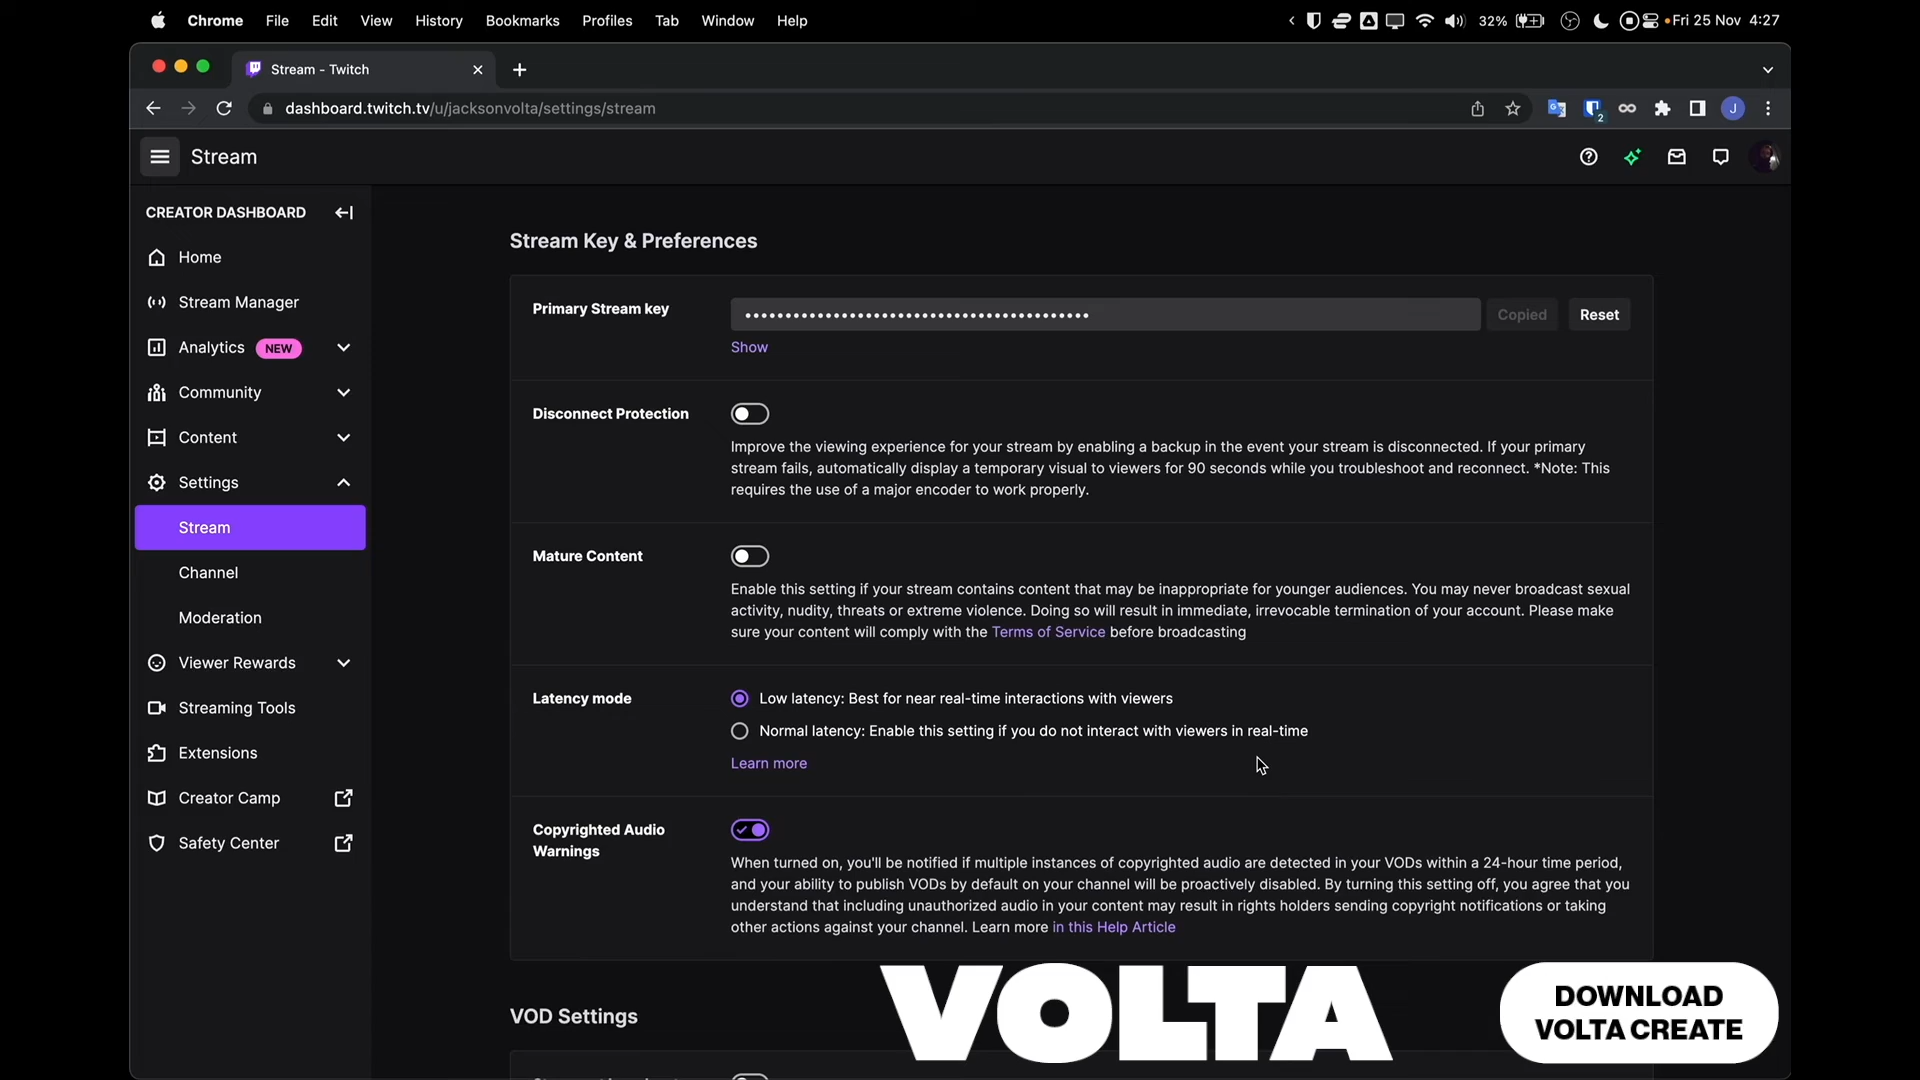 Chrome File Edit View History Bookmarks Profiles Tab Window Help 32% Fri 25 Nov 4:27
Stream - Twitch
dashboard.twitch.tv/u/jacksonvolta/settings/stream 2 J
Stream
CREATOR DASHBOARD
Home
Stream Manager
Analytics NEW
Community
Content
Settings
Stream
Channel
Moderation
Viewer Rewards
Streaming Tools
Extensions
Creator Camp
Safety Center
Stream Key & Preferences
Primary Stream key
Copied Reset
Show
Disconnect Protection
Improve the viewing experience for your stream by enabling a backup in the event your stream is disconnected. If your primary
stream fails, automatically display a temporary visual to viewers for 90 seconds while you troubleshoot and reconnect. *Note: This
requires the use of a major encoder to work properly.
Mature Content
Enable this setting if your stream contains content that may be inappropriate for younger audiences. You may never broadcast sexual
activity, nudity, threats or extreme violence. Doing so will result in immediate, irrevocable termination of your account. Please make
sure your content will comply with the Terms of Service before broadcasting
Latency mode
Low latency: Best for near real-time interactions with viewers
Normal latency: Enable this setting if you do not interact with viewers in real-time
Learn more
Copyrighted Audio
Warnings
When turned on, you'll be notified if multiple instances of copyrighted audio are detected in your VODs within a 24-hour time period,
and your ability to publish VODs by default on your channel will be proactively disabled. By turning this setting off, you agree that you
understand that including unauthorized audio in your content may result in rights holders sending copyright notifications or taking
other actions against your channel. Learn more in this Help Article
VOD Settings
VOLTA
DOWNLOAD
VOLTA CREATE